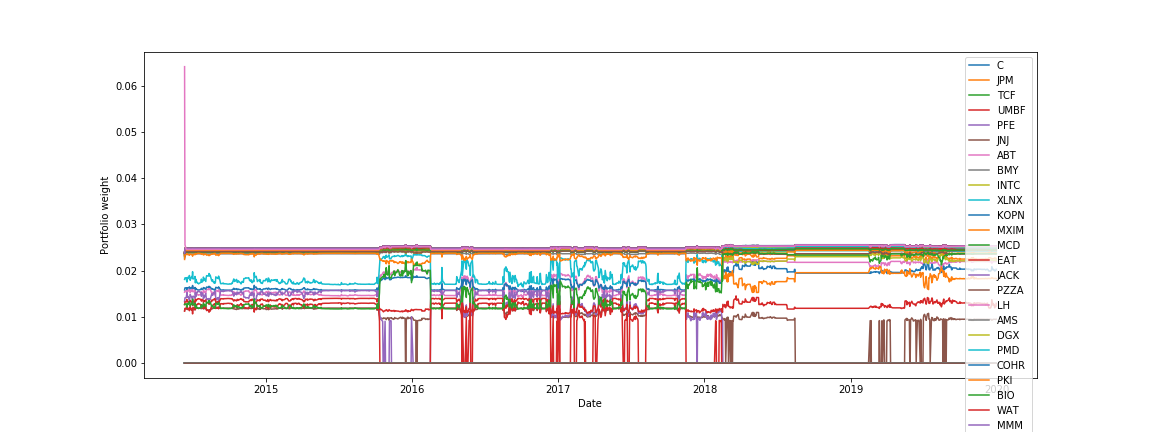 0.06
0.05
0.04
0.03
0.02
0.01
0.00
Portfolio weight
2015
2016
2017
2018
2019
2020
Date
C
JPM
TCF
UMBF
PFE
JNJ
ABT
BMY
INTC
XLNX
KOPN
MXIM
MCD
EAT
JACK
PZZA
LH
AMS
DGX
PMD
COHR
PKI
BIO
WAT
MMM